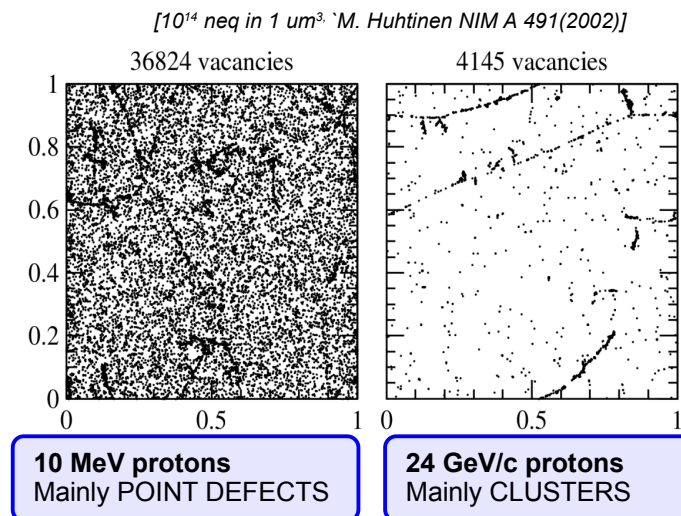 [10¹⁴ neq in 1 um³, `M. Huhtinen NIM A 491(2002)]
36824 vacancies
4145 vacancies
1
0.8
0.6
0.4
0.2
0
0
0.5
1
0
0.5
1
10 MeV protons
Mainly POINT DEFECTS
24 GeV/c protons
Mainly CLUSTERS